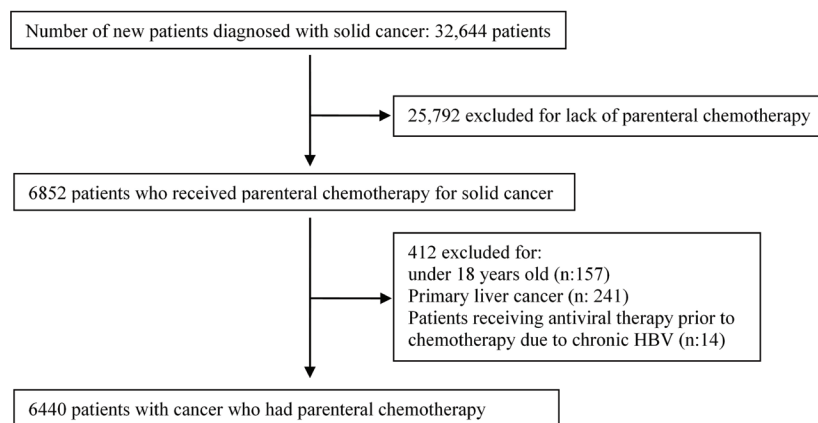 Number of new patients diagnosed with solid cancer: 32,644 patients
25,792 excluded for lack of parenteral chemotherapy
6852 patients who received parenteral chemotherapy for solid cancer
412 excluded for:
under 18 years old (n:157)
Primary liver cancer (n: 241)
Patients receiving antiviral therapy prior to
chemotherapy due to chronic HBV (n:14)
6440 patients with cancer who had parenteral chemotherapy